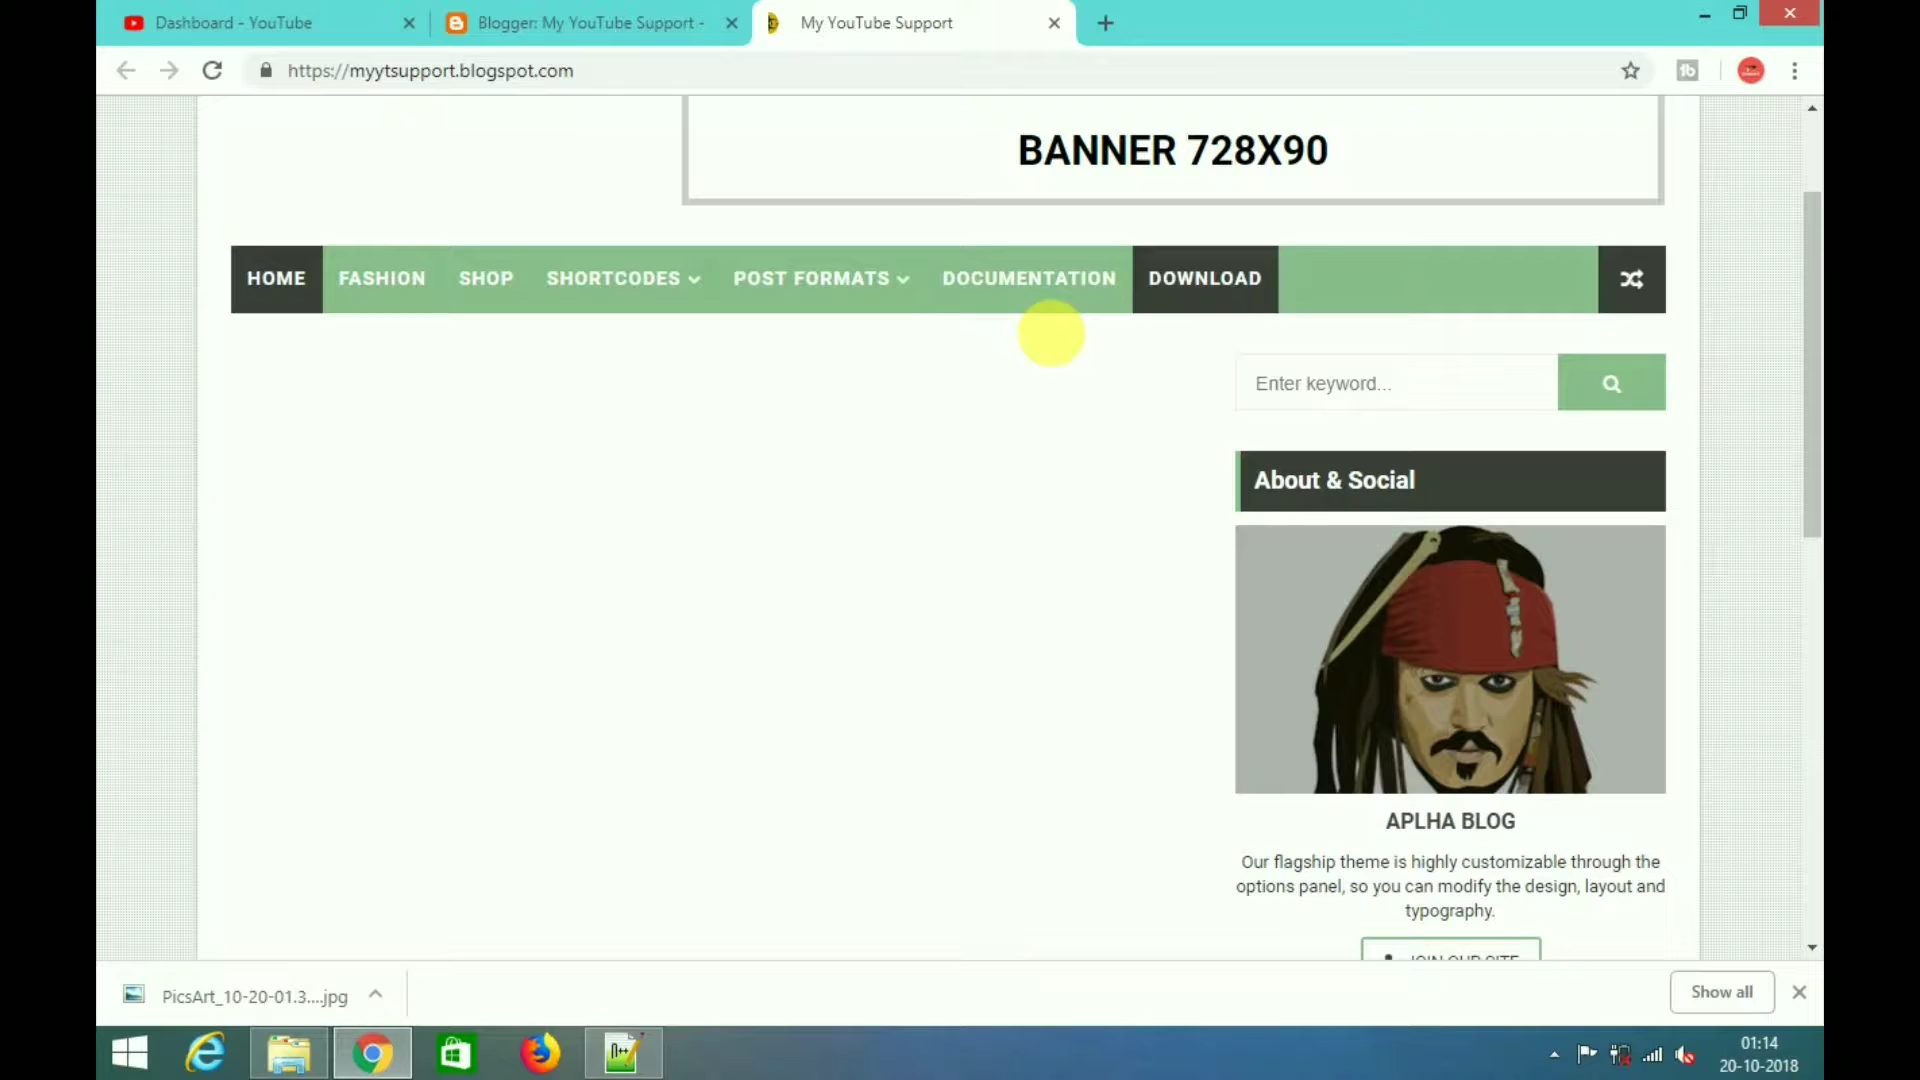 Dashboard - YouTube
Blogger: My YouTube Support -
My YouTube Support
https://myytsupport.blogspot.com
BANNER 728X90
HOME
FASHION
SHOP
SHORTCODES
POST FORMATS
DOCUMENTATION
DOWNLOAD
Enter keyword...
About & Social
APLHA BLOG
Our flagship theme is highly customizable through the
options panel, so you can modify the design, layout and
typography.
JOIN OUR SITE
PicsArt_10-20-01.3....jpg
Show all
01:14
20-10-2018